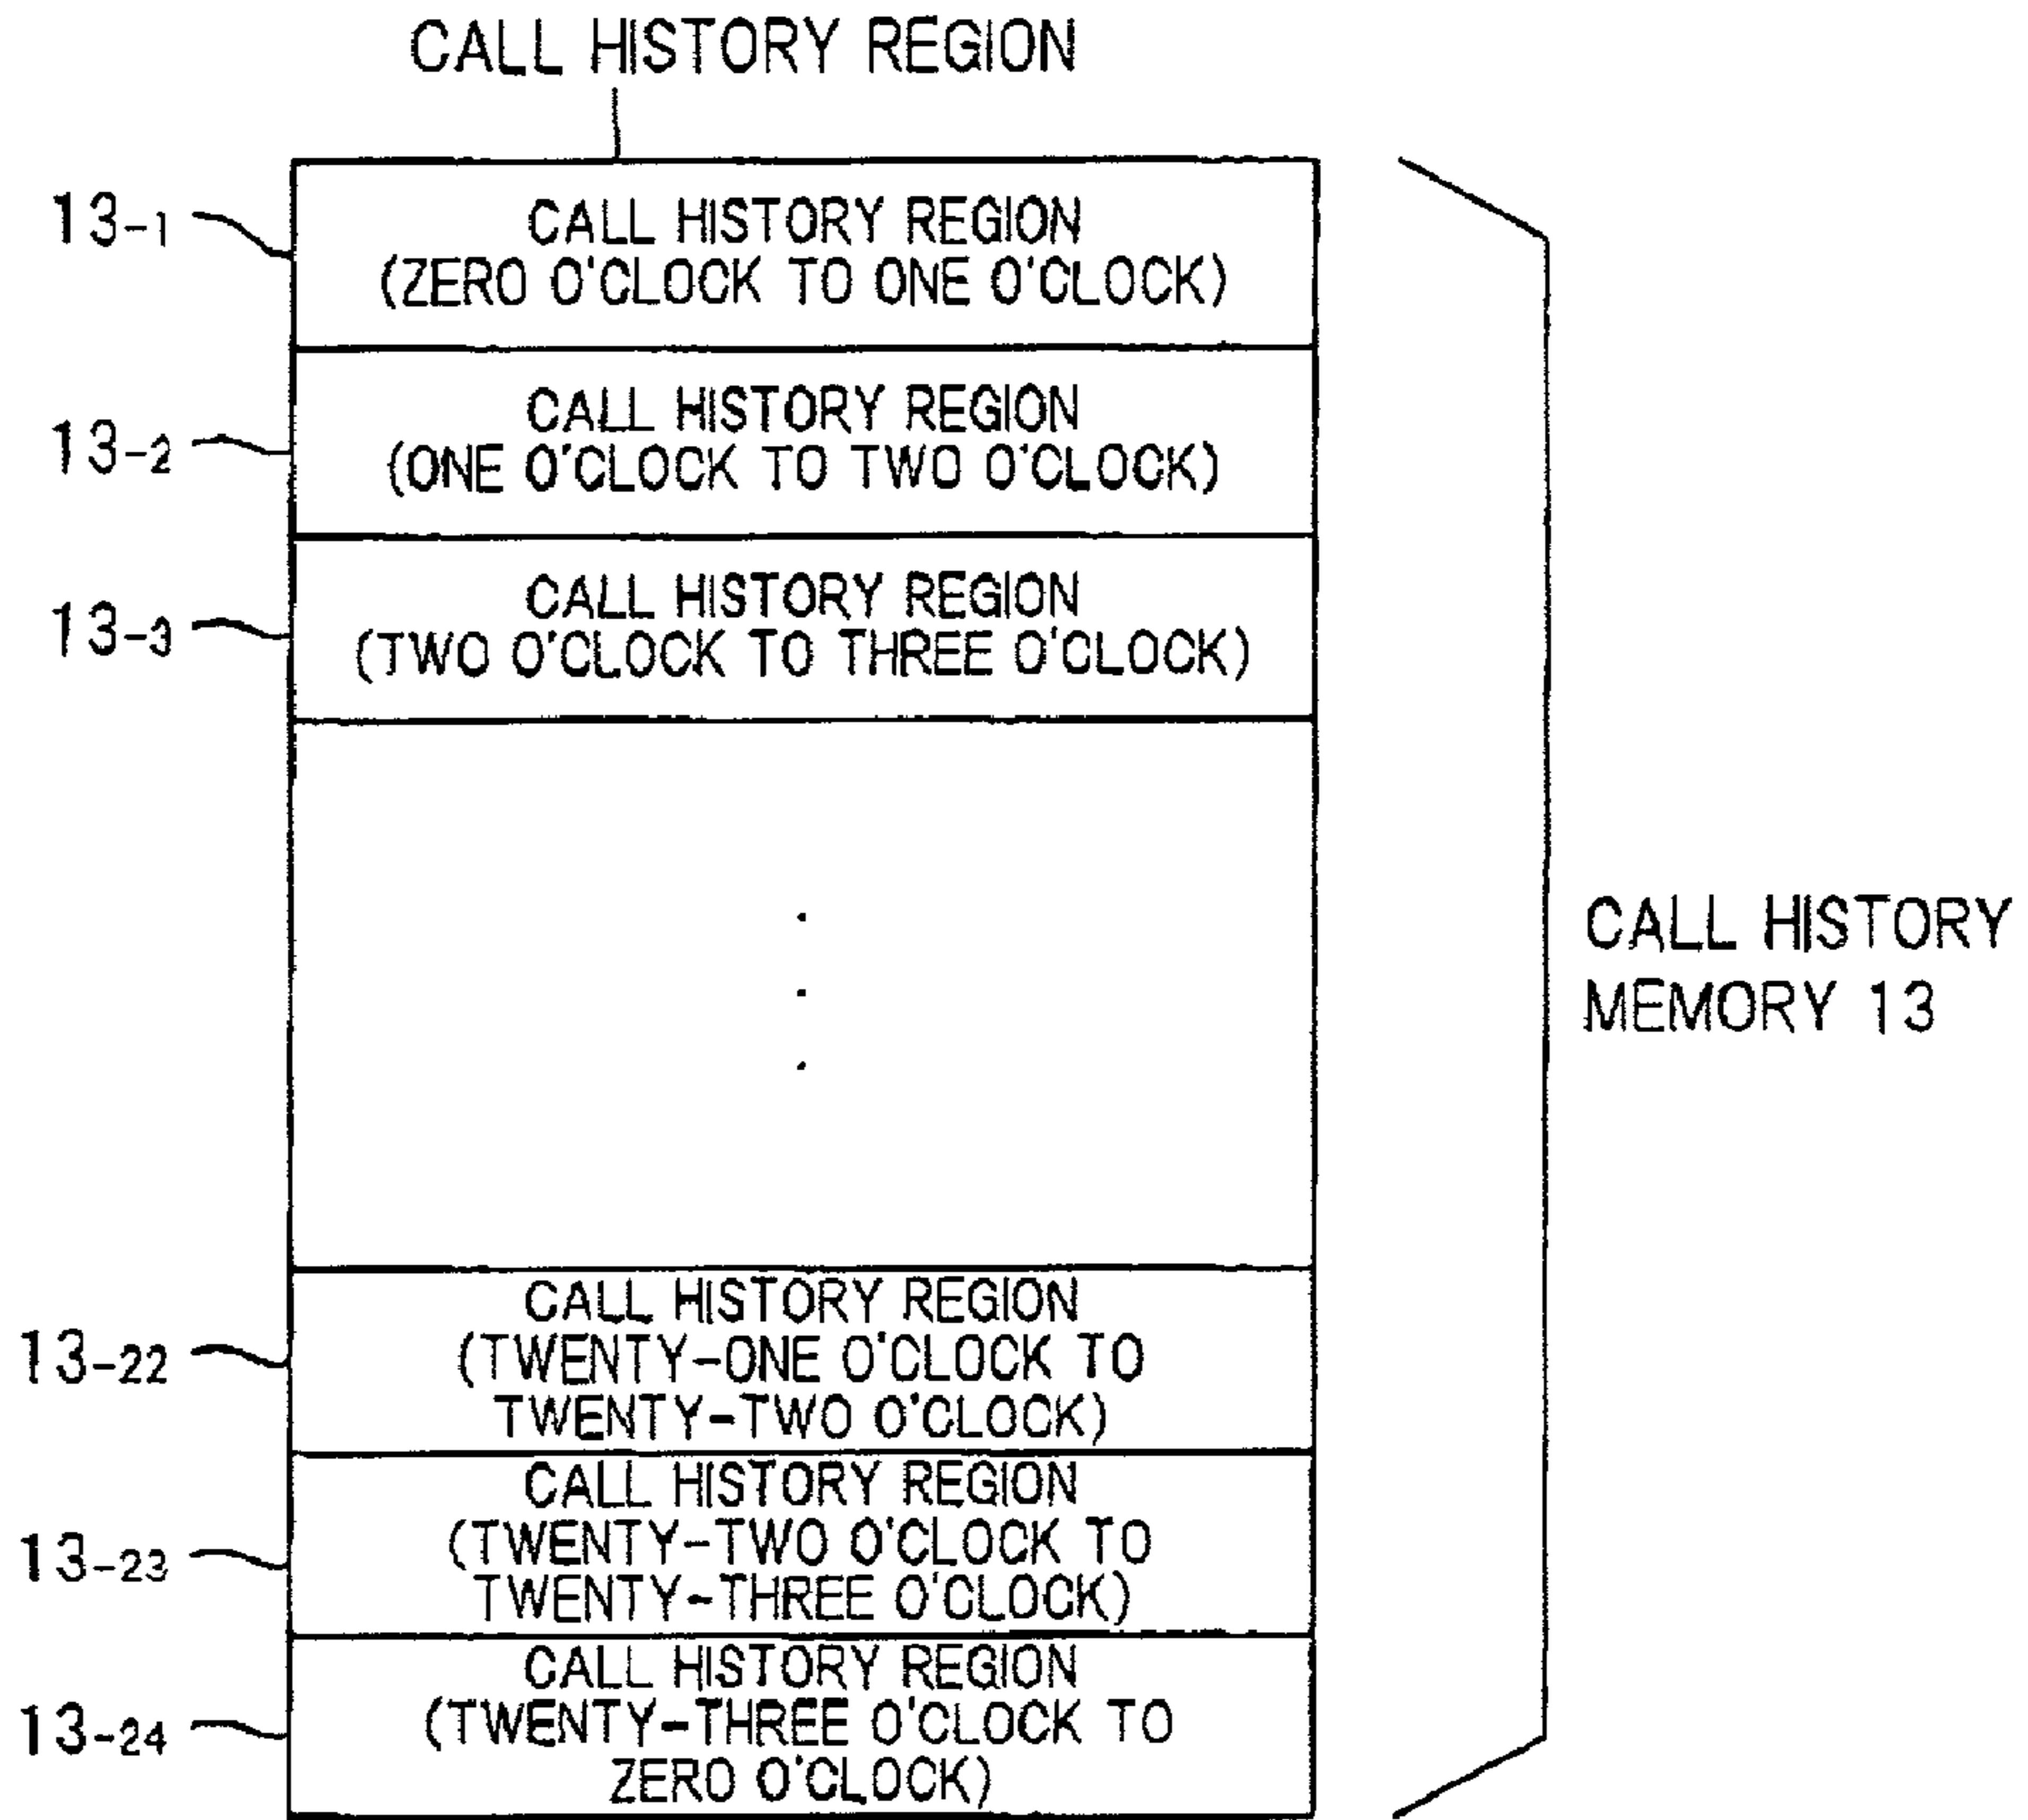 CALL HISTORY REGION
13-1
CALL HISTORY REGION
(ZERO O'CLOCK TO ONE O'CLOCK)
13-2
CALL HISTORY REGION
(ONE O'CLOCK TO TWO O'CLOCK)
13-3
CALL HISTORY REGION
(TWO O'CLOCK TO THREE O'CLOCK)
CALL HISTORY
MEMORY 13
13-22
CALL HISTORY REGION
(TWENTY-ONE O'CLOCK TO
TWENTY-TWO O'CLOCK)
13-23
CALL HISTORY REGION
(TWENTY-TWO O'CLOCK TO
TWENTY-THREE O'CLOCK)
13-24
CALL HISTORY REGION
(TWENTY-THREE O'CLOCK TO
ZERO O'CLOCK)